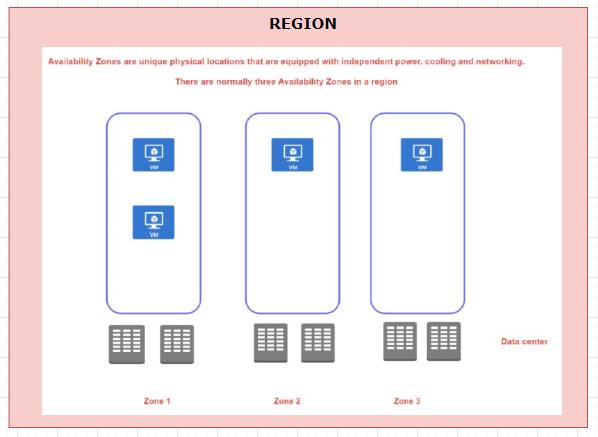 REGION
Availability Zones are unique physical locations that are equipped with independent power, cooling and networking.
There are normally three Availability Zones in a region
VM
VM
VM
VM
Data center
Zone 1
Zone 2
Zone 3